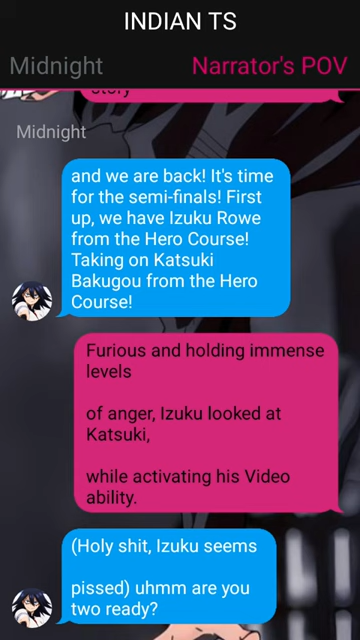 INDIAN TS
Midnight
Narrator's POV
story
Midnight
and we are back! It's time
for the semi-finals! First
up, we have Izuku Rowe
from the Hero Course!
Taking on Katsuki
Bakugou from the Hero
Course!
Furious and holding immense
levels
of anger, Izuku looked at
Katsuki,
while activating his Video
ability.
(Holy shit, Izuku seems
pissed) uhmm are you
two ready?